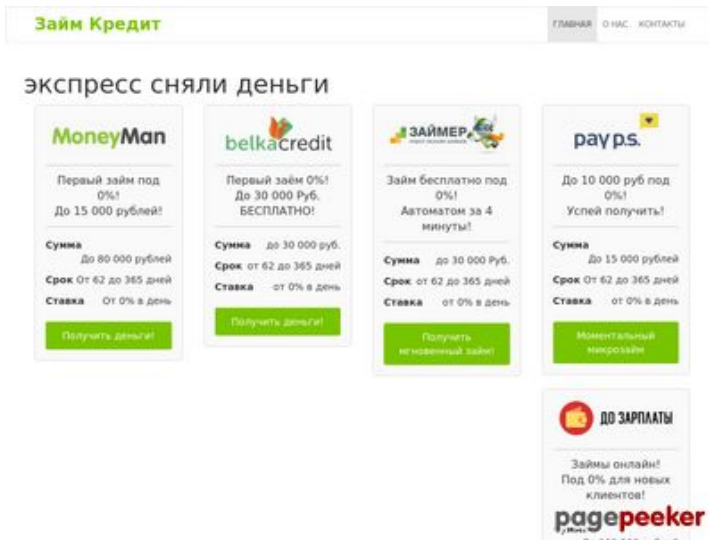 Займ Кредит
ГЛАВНАЯ О НАС КОНТАКТЫ
экспресс сняли деньги
MoneyMan
Первый займ под
0%!
До 15 000 рублей!
Сумма
До 80 000 рублей
Срок От 62 до 365 дней
Ставка От 0% в день
Получить деньги!
belkacredit
Первый заём 0%!
До 30 000 Руб.
БЕСПЛАТНО!
Сумма до 30 000 руб.
Срок от 62 до 365 дней
Ставка от 0% в день
Получить деньги!
ЗАЙМЕР
Займ бесплатно под
0%!
Автоматом за 4
минуты!
Сумма до 30 000 Руб.
Срок от 62 до 365 дней
Ставка от 0% в день
Получить
мгновенный займ!
pay p.s.
До 10 000 руб под
0%!
Успей получить!
Сумма
До 15 000 рублей
Срок От 62 до 365 дней
Ставка От 0% в день
Моментальный
микрозайм
ДО ЗАРПЛАТЫ
Займы онлайн!
Под 0% для новых
клиентов!
pagepeeker